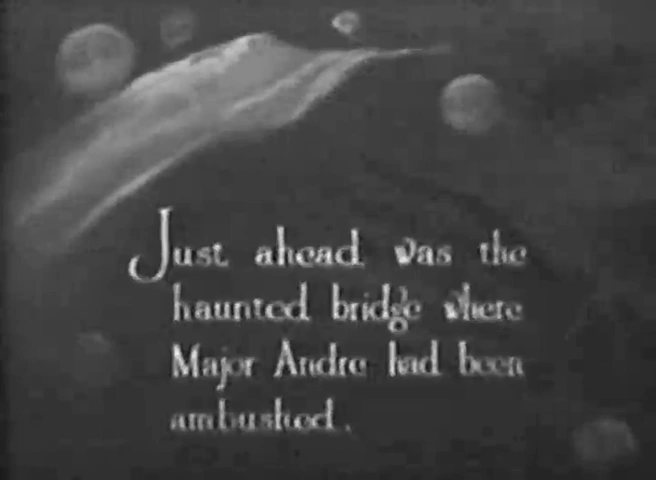 Just ahead was the
haunted bridge where
Major Andre had been
ambushed.